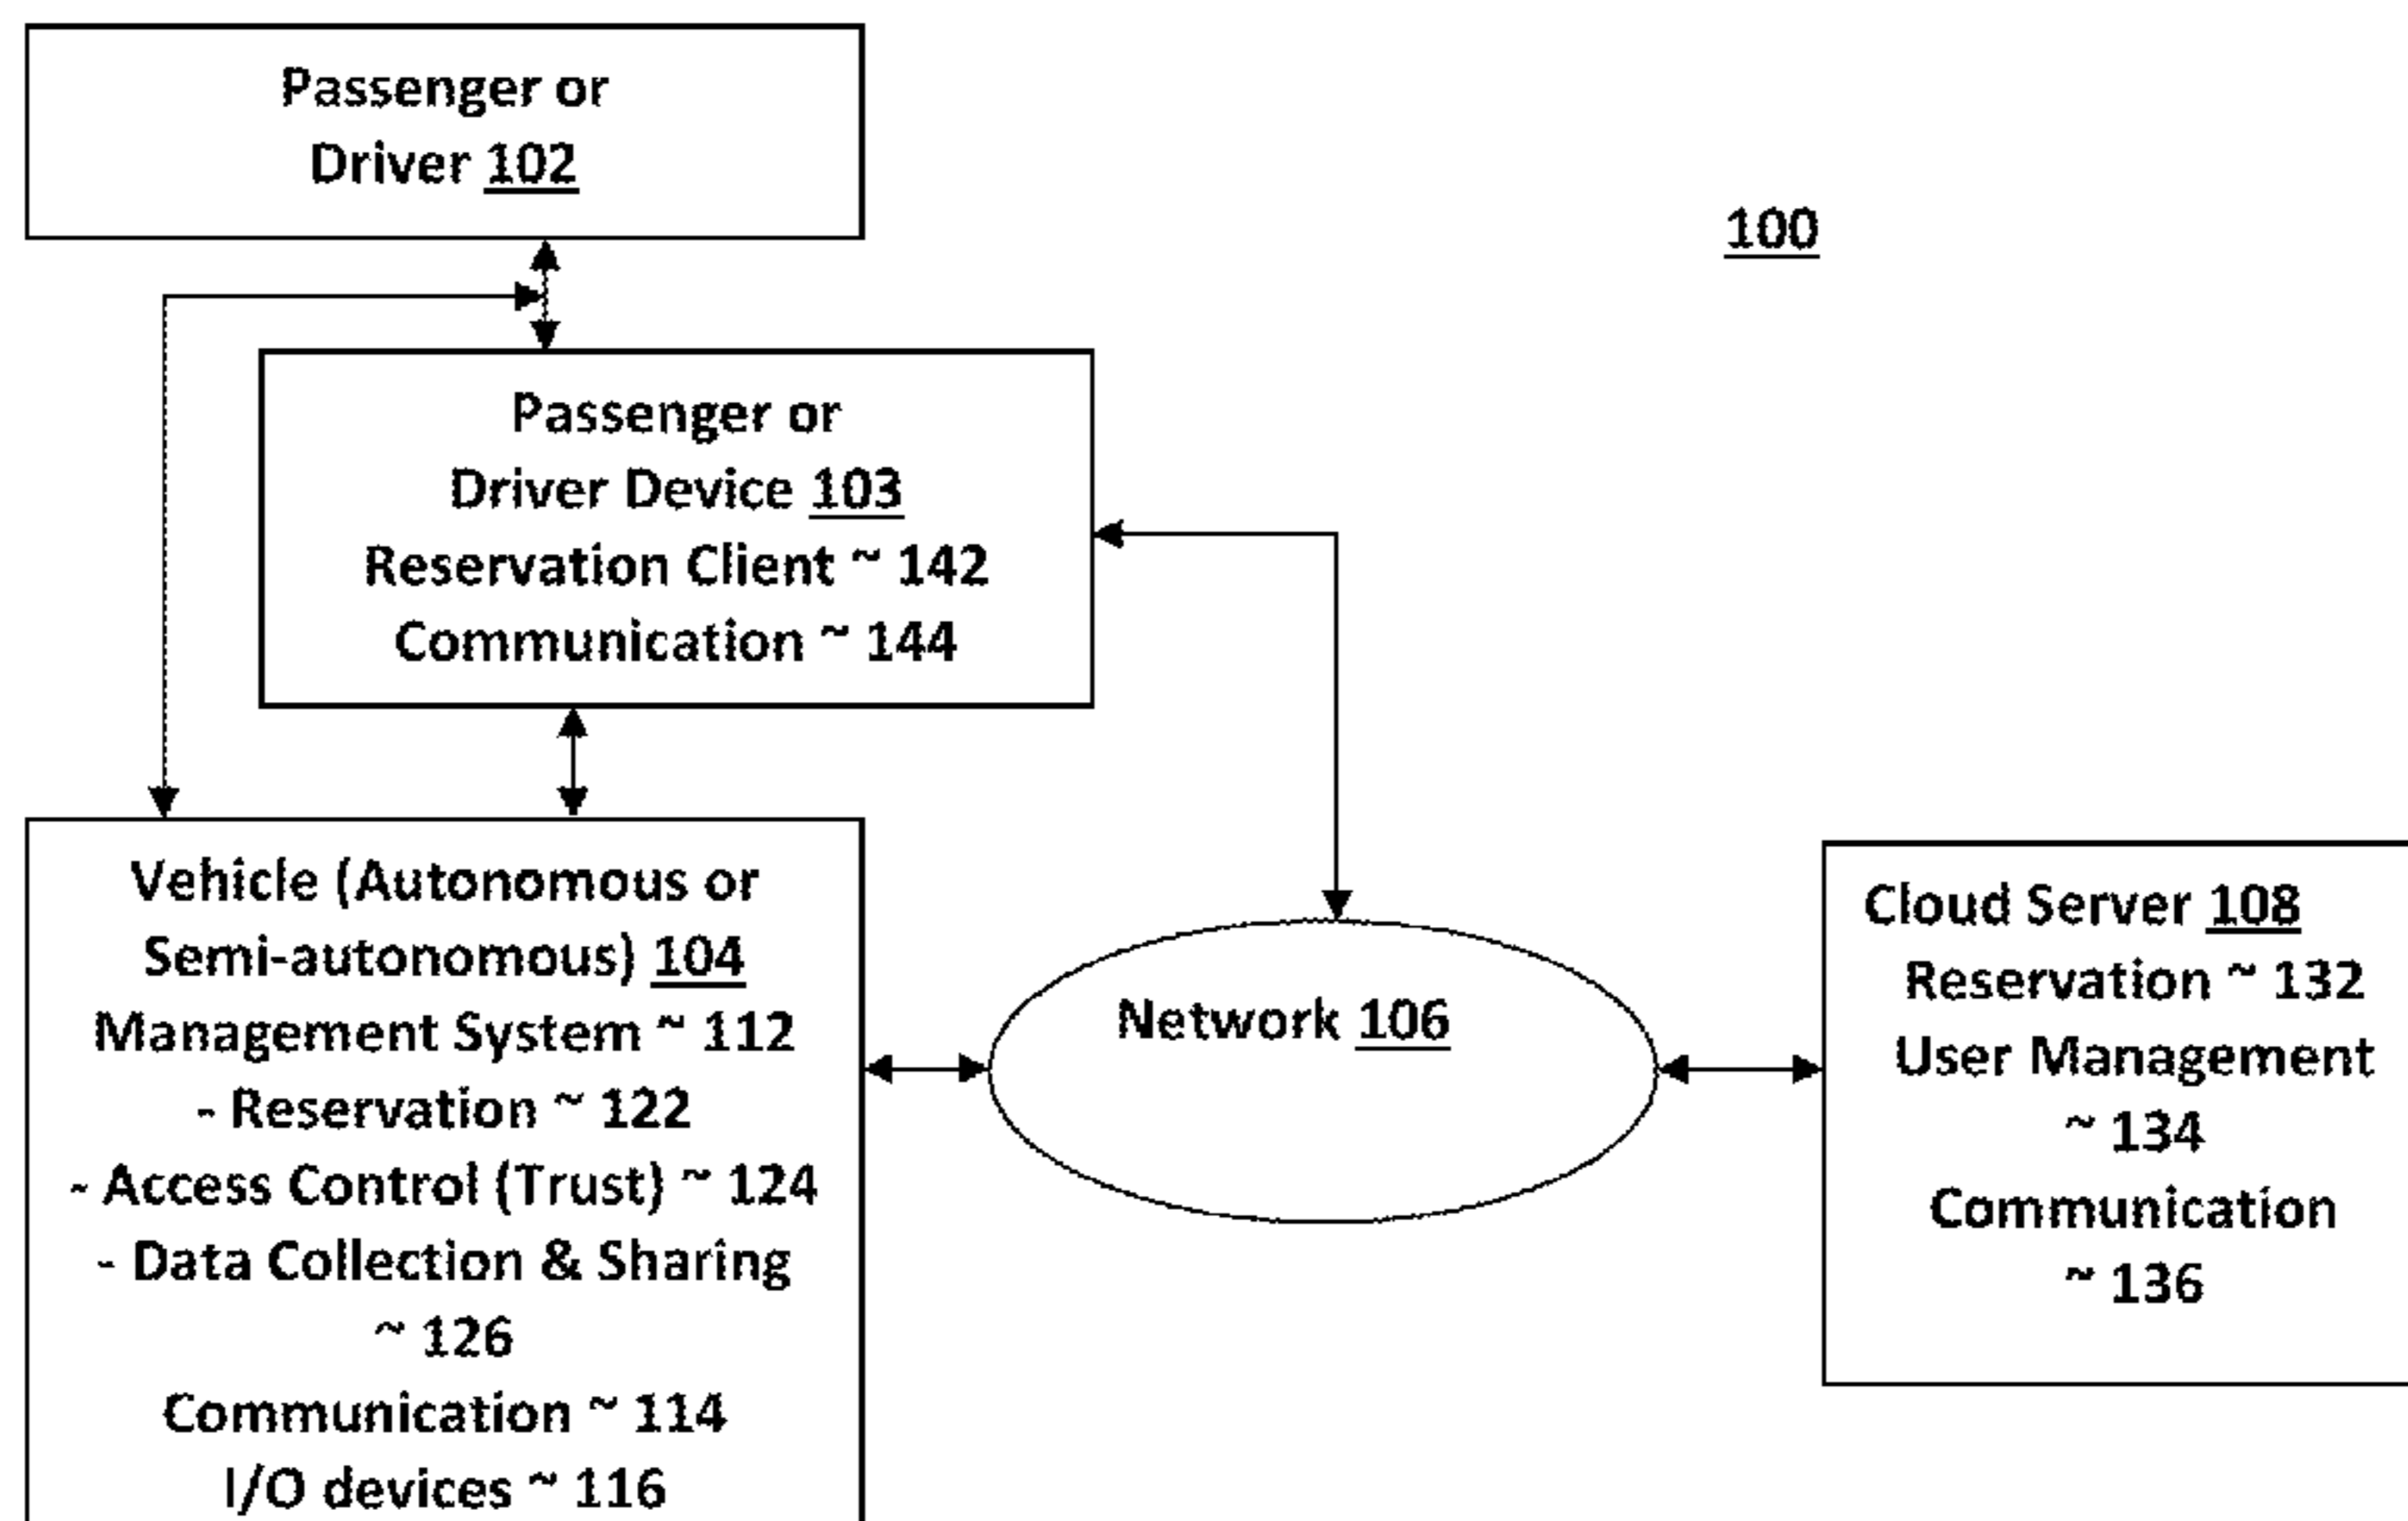 Passenger or
Driver 102
100
Passenger or
Driver Device 103
Reservation Client ~ 142
Communication ~ 144
Vehicle (Autonomous or
Semi-autonomous) 104
Management System ~ 112
- Reservation ~ 122
- Access Control (Trust) ~ 124
- Data Collection & Sharing
~ 126
Communication ~ 114
I/O devices ~ 116
Network 106
Cloud Server 108
Reservation ~ 132
User Management
~ 134
Communication
~ 136